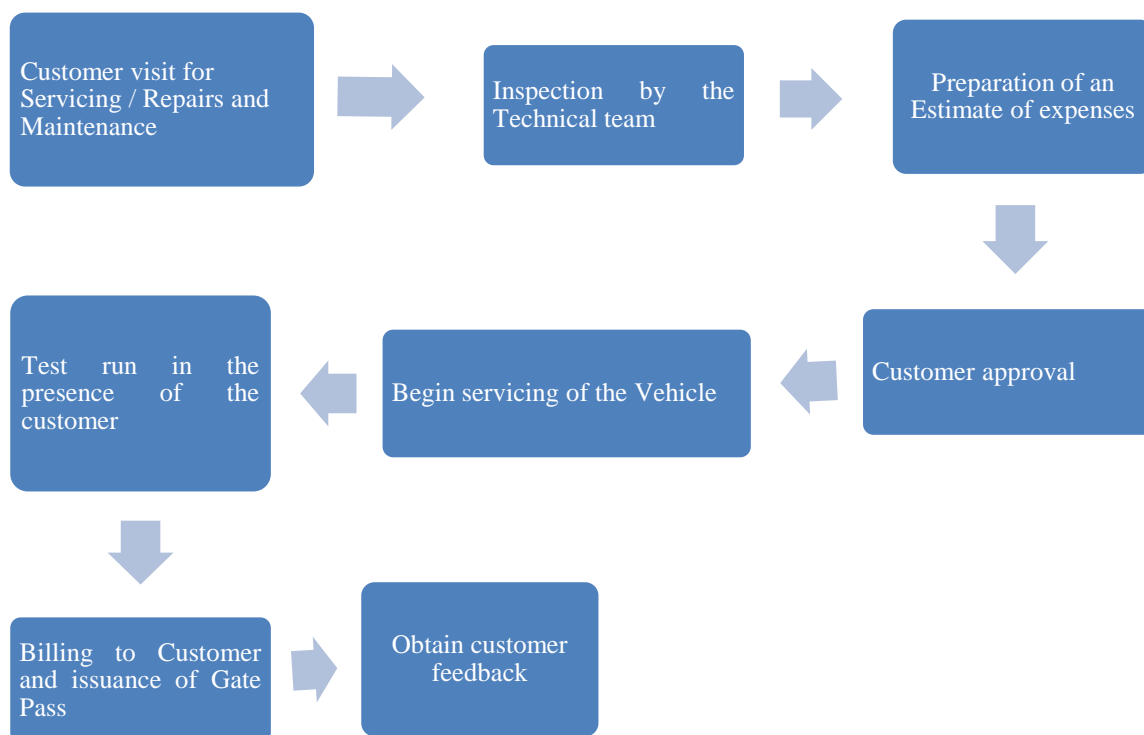 Customer visit for
Servicing / Repairs and
Maintenance
Inspection by the
Technical team
Preparation of an
Estimate of expenses
Customer approval
Begin servicing of the Vehicle
Test run in the
presence of the
customer
Billing to Customer
and issuance of Gate
Pass
Obtain customer
feedback